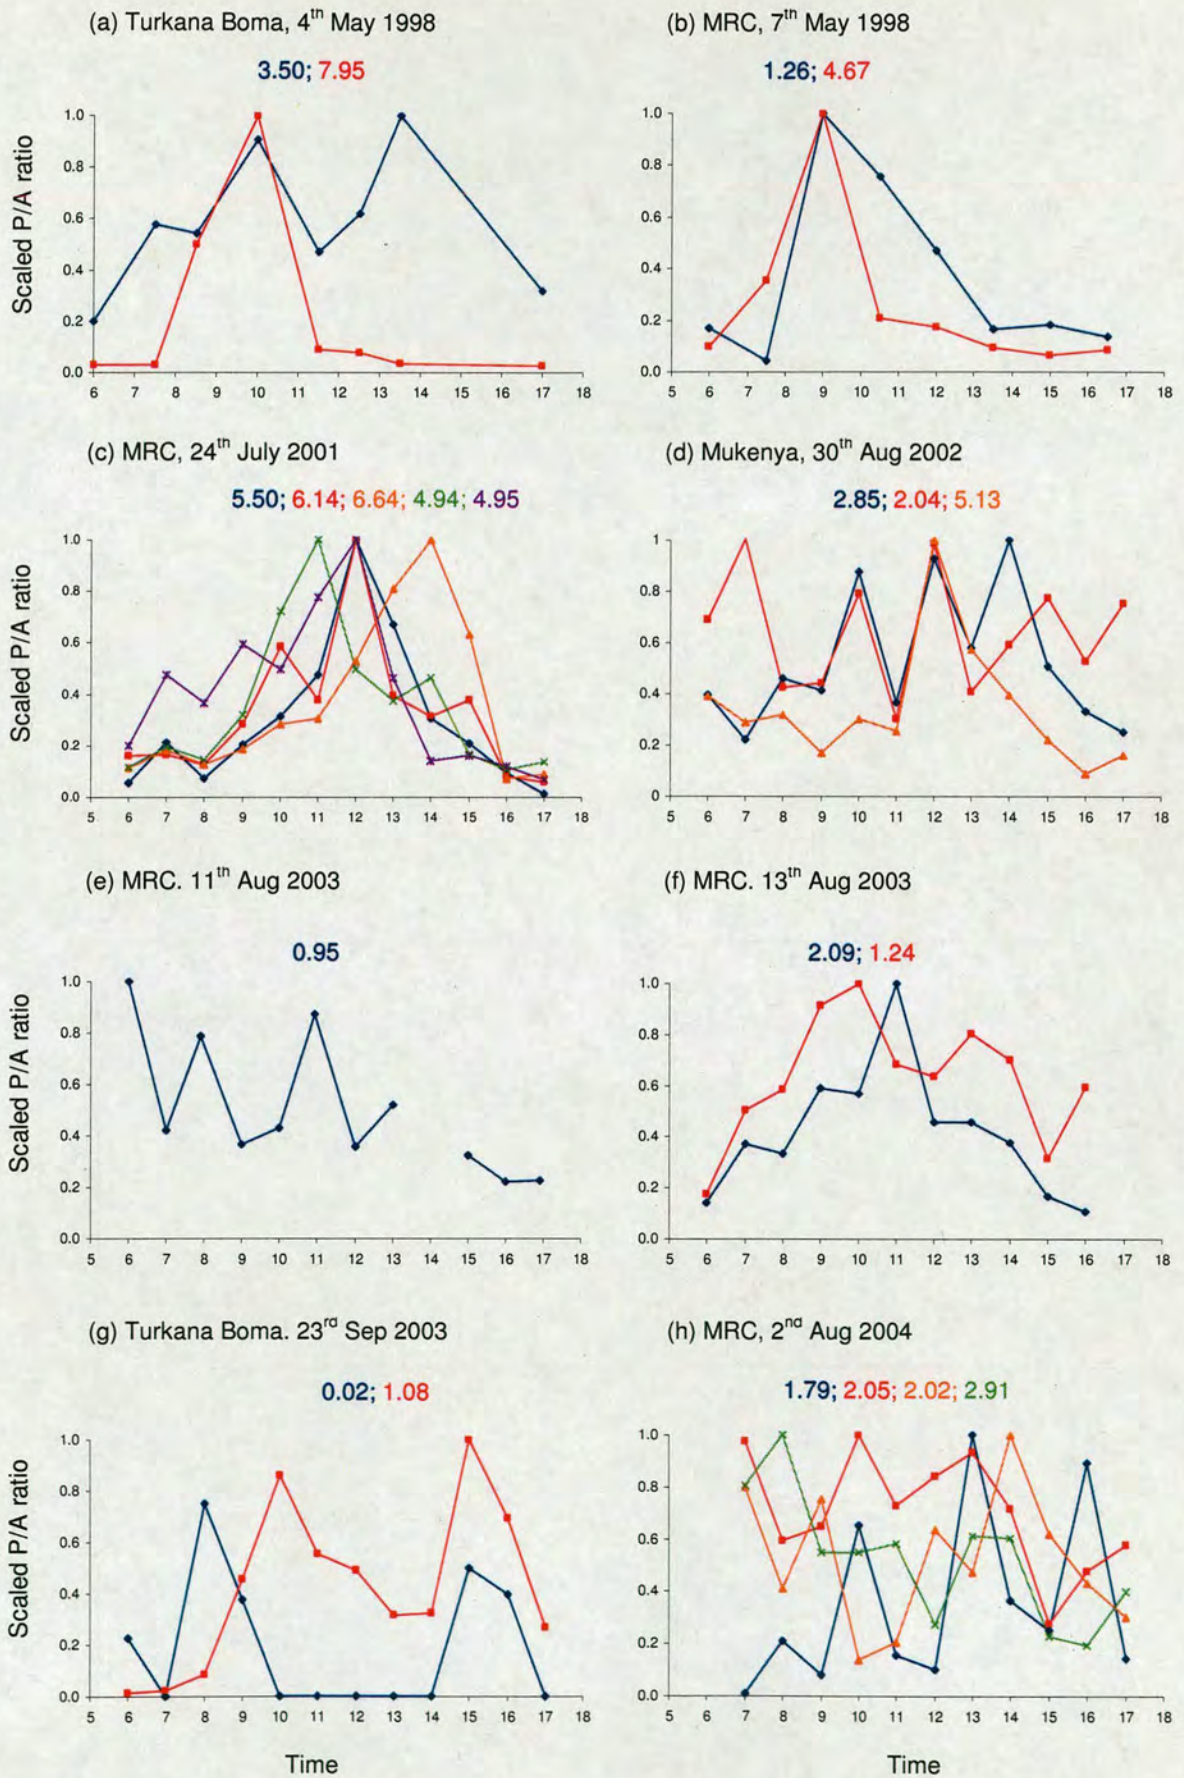 (a) Turkana Boma, 4th May 1998
3.50; 7.95
Scaled P/A ratio
1.0
0.8
0.6
0.4
0.2
0.0
6 7 8 9 10 11 12 13 14 15 16 17 18
(b) MRC, 7th May 1998
1.26; 4.67
1.0
0.8
0.6
0.4
0.2
0.0
5 6 7 8 9 10 11 12 13 14 15 16 17 18
(c) MRC, 24th July 2001
5.50; 6.14; 6.64; 4.94; 4.95
Scaled P/A ratio
1.0
0.8
0.6
0.4
0.2
0.0
5 6 7 8 9 10 11 12 13 14 15 16 17 18
(d) Mukenya, 30th Aug 2002
2.85; 2.04; 5.13
1
0.8
0.6
0.4
0.2
0
5 6 7 8 9 10 11 12 13 14 15 16 17 18
(e) MRC. 11th Aug 2003
0.95
Scaled P/A ratio
1.0
0.8
0.6
0.4
0.2
0.0
5 6 7 8 9 10 11 12 13 14 15 16 17 18
(f) MRC. 13th Aug 2003
2.09; 1.24
1.0
0.8
0.6
0.4
0.2
0.0
5 6 7 8 9 10 11 12 13 14 15 16 17 18
(g) Turkana Boma. 23rd Sep 2003
0.02; 1.08
Scaled P/A ratio
1.0
0.8
0.6
0.4
0.2
0.0
5 6 7 8 9 10 11 12 13 14 15 16 17 18
Time
(h) MRC, 2nd Aug 2004
1.79; 2.05; 2.02; 2.91
1.0
0.8
0.6
0.4
0.2
0.0
5 6 7 8 9 10 11 12 13 14 15 16 17 18
Time